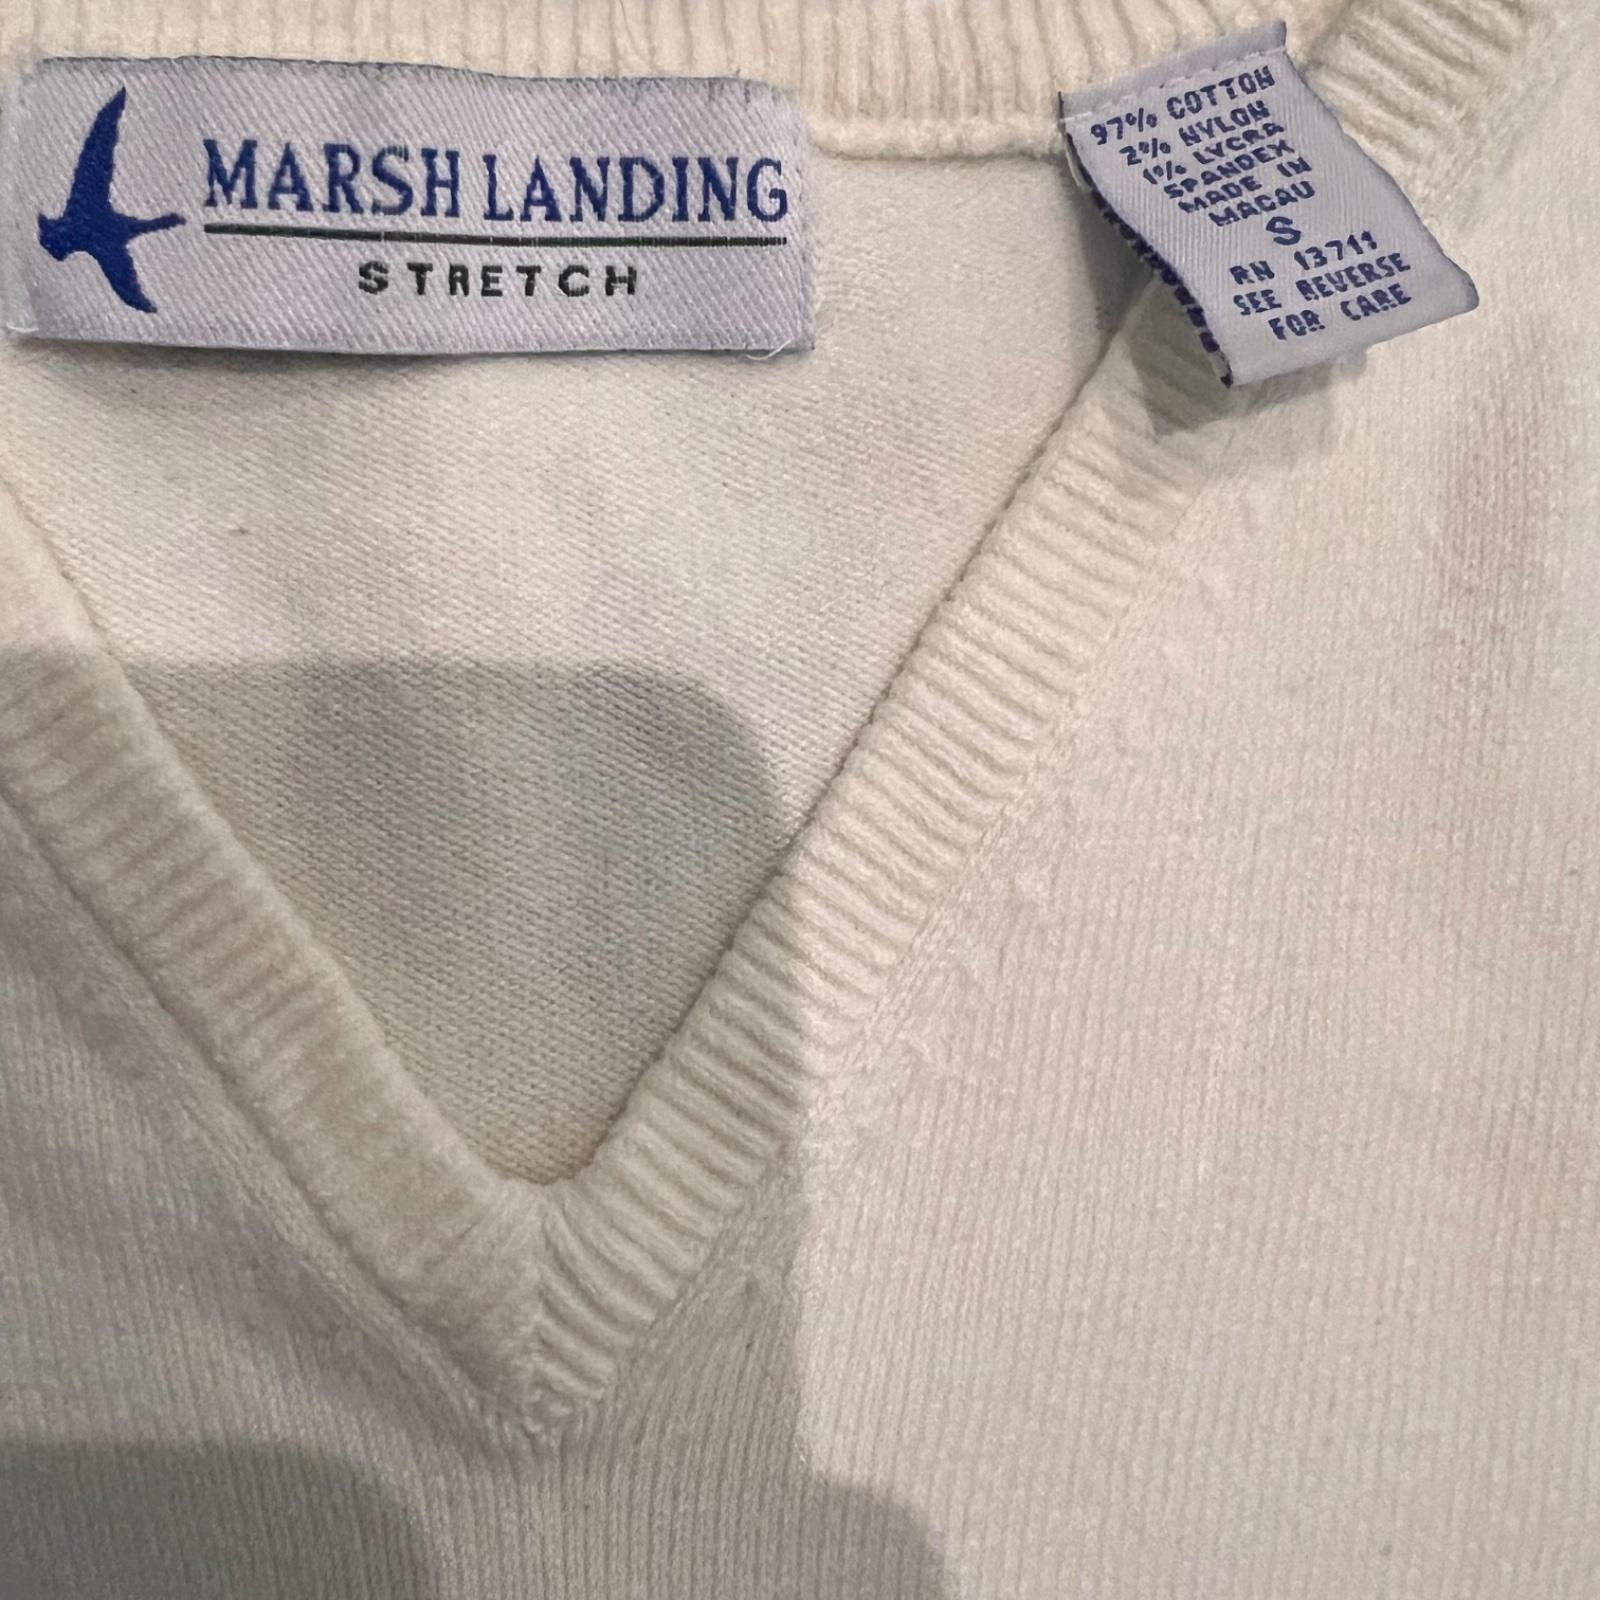 MARSH LANDING
STRETCH
97% COTTON
2% NYLON
1% LYCRA
SPANDEX
MADE IN
MACAU
S
RN 13711
SEE REVERSE
FOR CARE